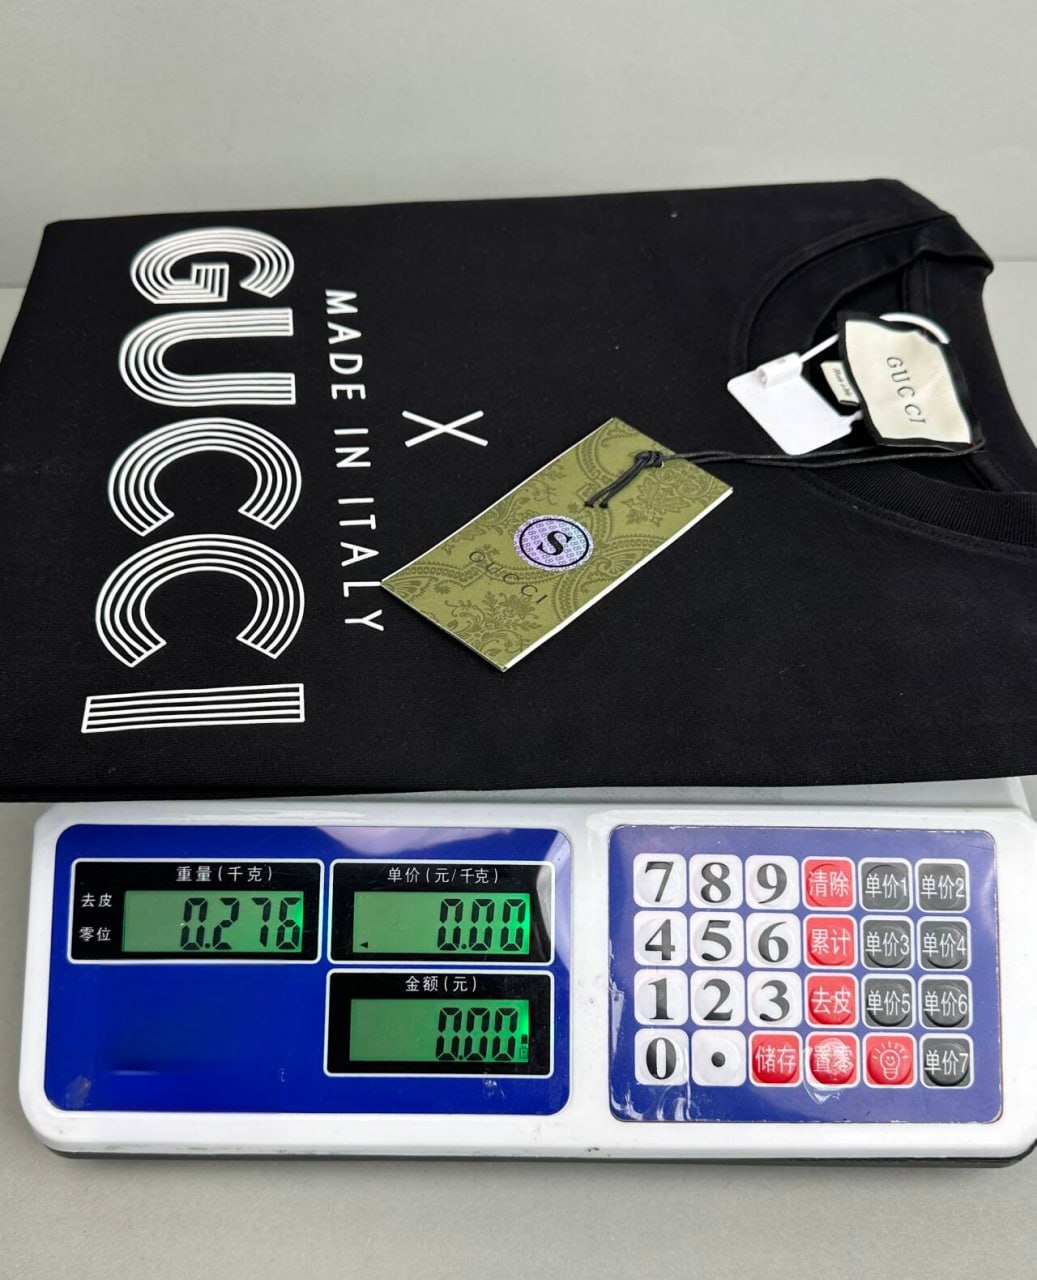 GUCCI
MADE IN ITALY
X
GUCCI
S
GUCCI
重量(千克)
去皮
零位
0.276
单价(元/千克)
0.00
金额(元)
0.00
7 8 9 清除 单价1 单价2
4 5 6 累计 单价3 单价4
1 2 3 去皮 单价5 单价6
0 . 储存 置零 单价7